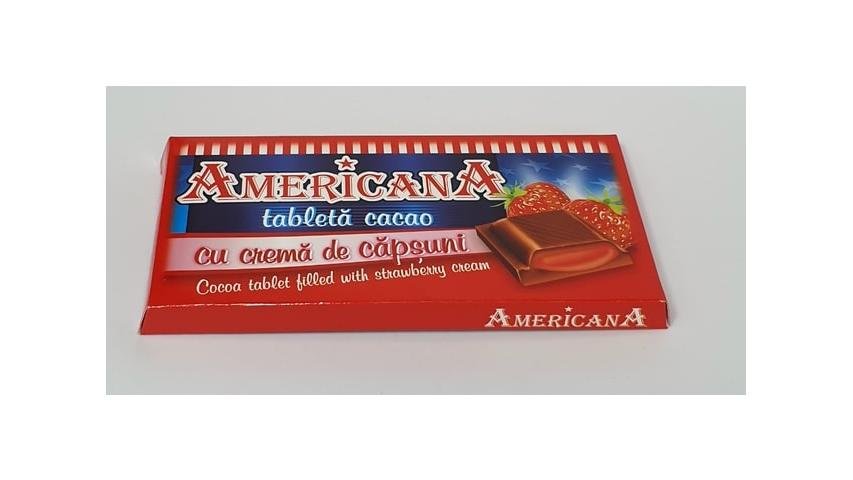 AMERICANA
tabletă cacao
cu cremă de căpșuni
Cocoa tablet filled with strawberry cream
AMERICANA